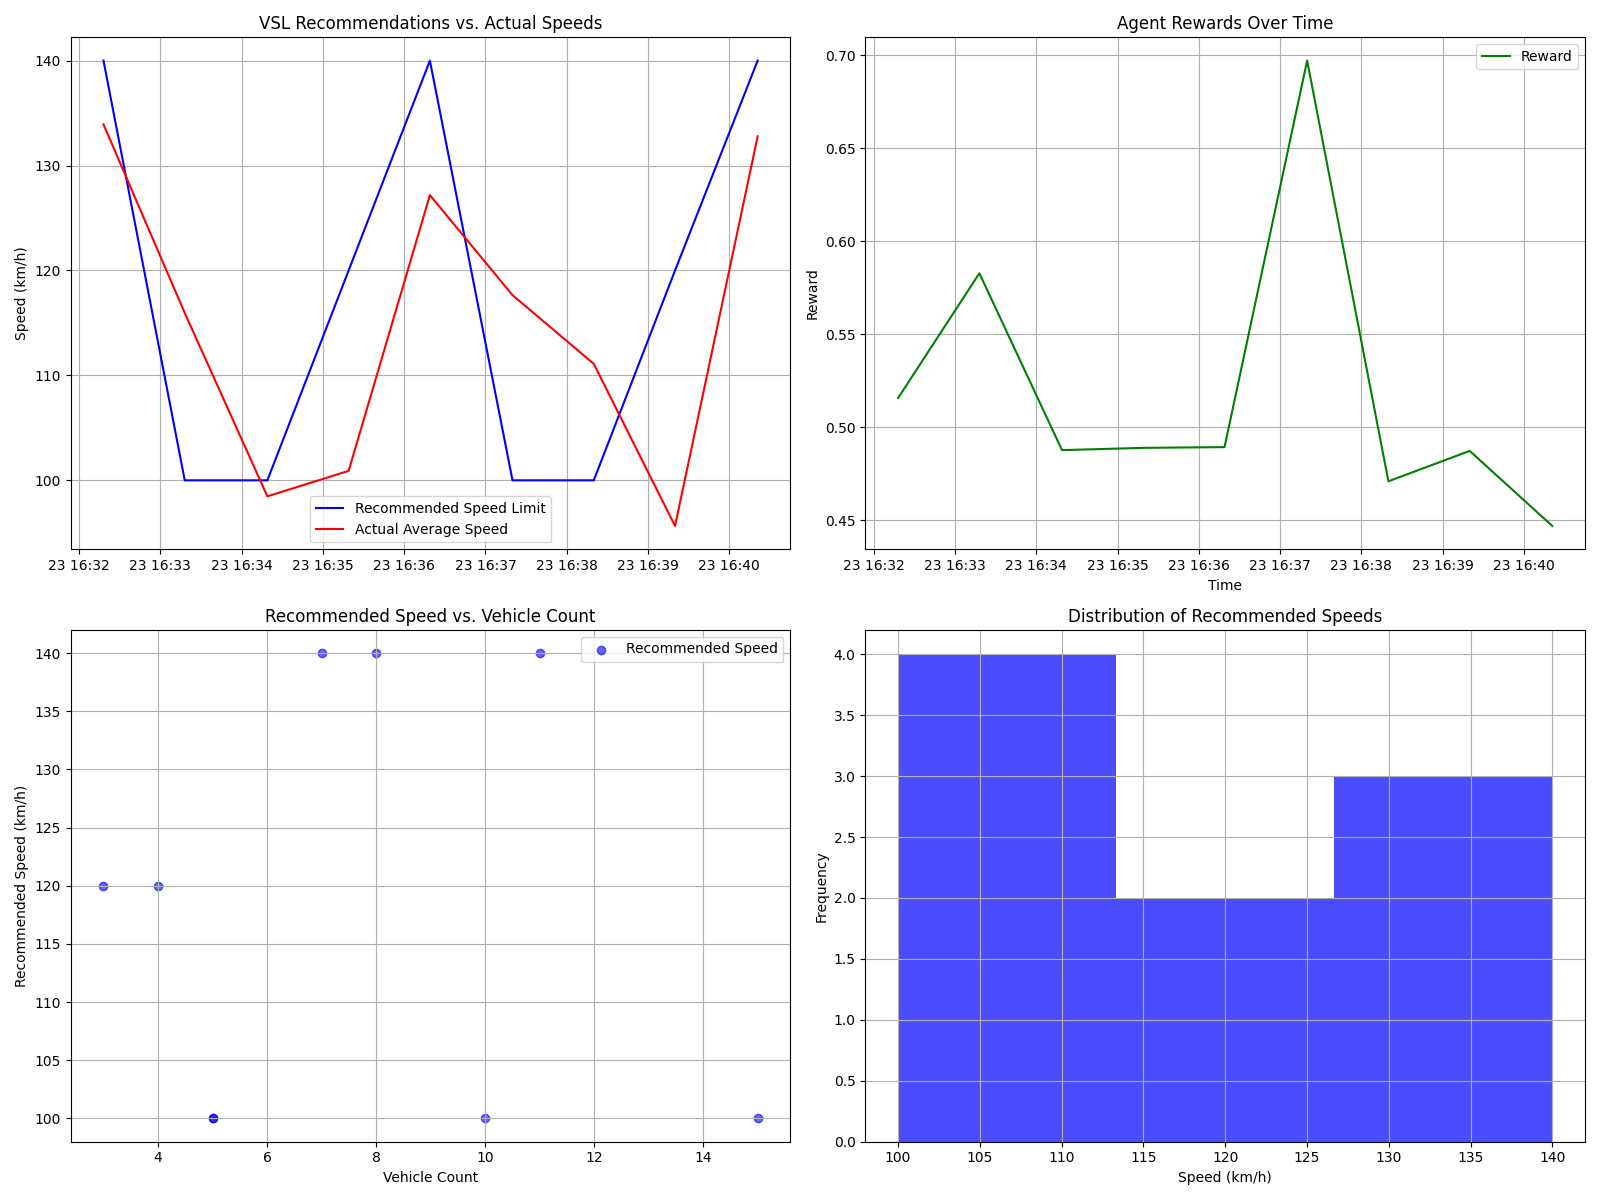 VSL Recommendations vs. Actual Speeds
Speed (km/h)
140
130
120
110
100
Recommended Speed Limit
Actual Average Speed
23 16:32 23 16:33 23 16:34 23 16:35 23 16:36 23 16:37 23 16:38 23 16:39 23 16:40
Agent Rewards Over Time
Reward
0.70
0.65
0.60
0.55
0.50
0.45
Reward
23 16:32 23 16:33 23 16:34 23 16:35 23 16:36 23 16:37 23 16:38 23 16:39 23 16:40
Time
Recommended Speed vs. Vehicle Count
Recommended Speed (km/h)
140
135
130
125
120
115
110
105
100
Recommended Speed
4 6 8 10 12 14
Vehicle Count
Distribution of Recommended Speeds
Frequency
4.0
3.5
3.0
2.5
2.0
1.5
1.0
0.5
0.0
100 105 110 115 120 125 130 135 140
Speed (km/h)